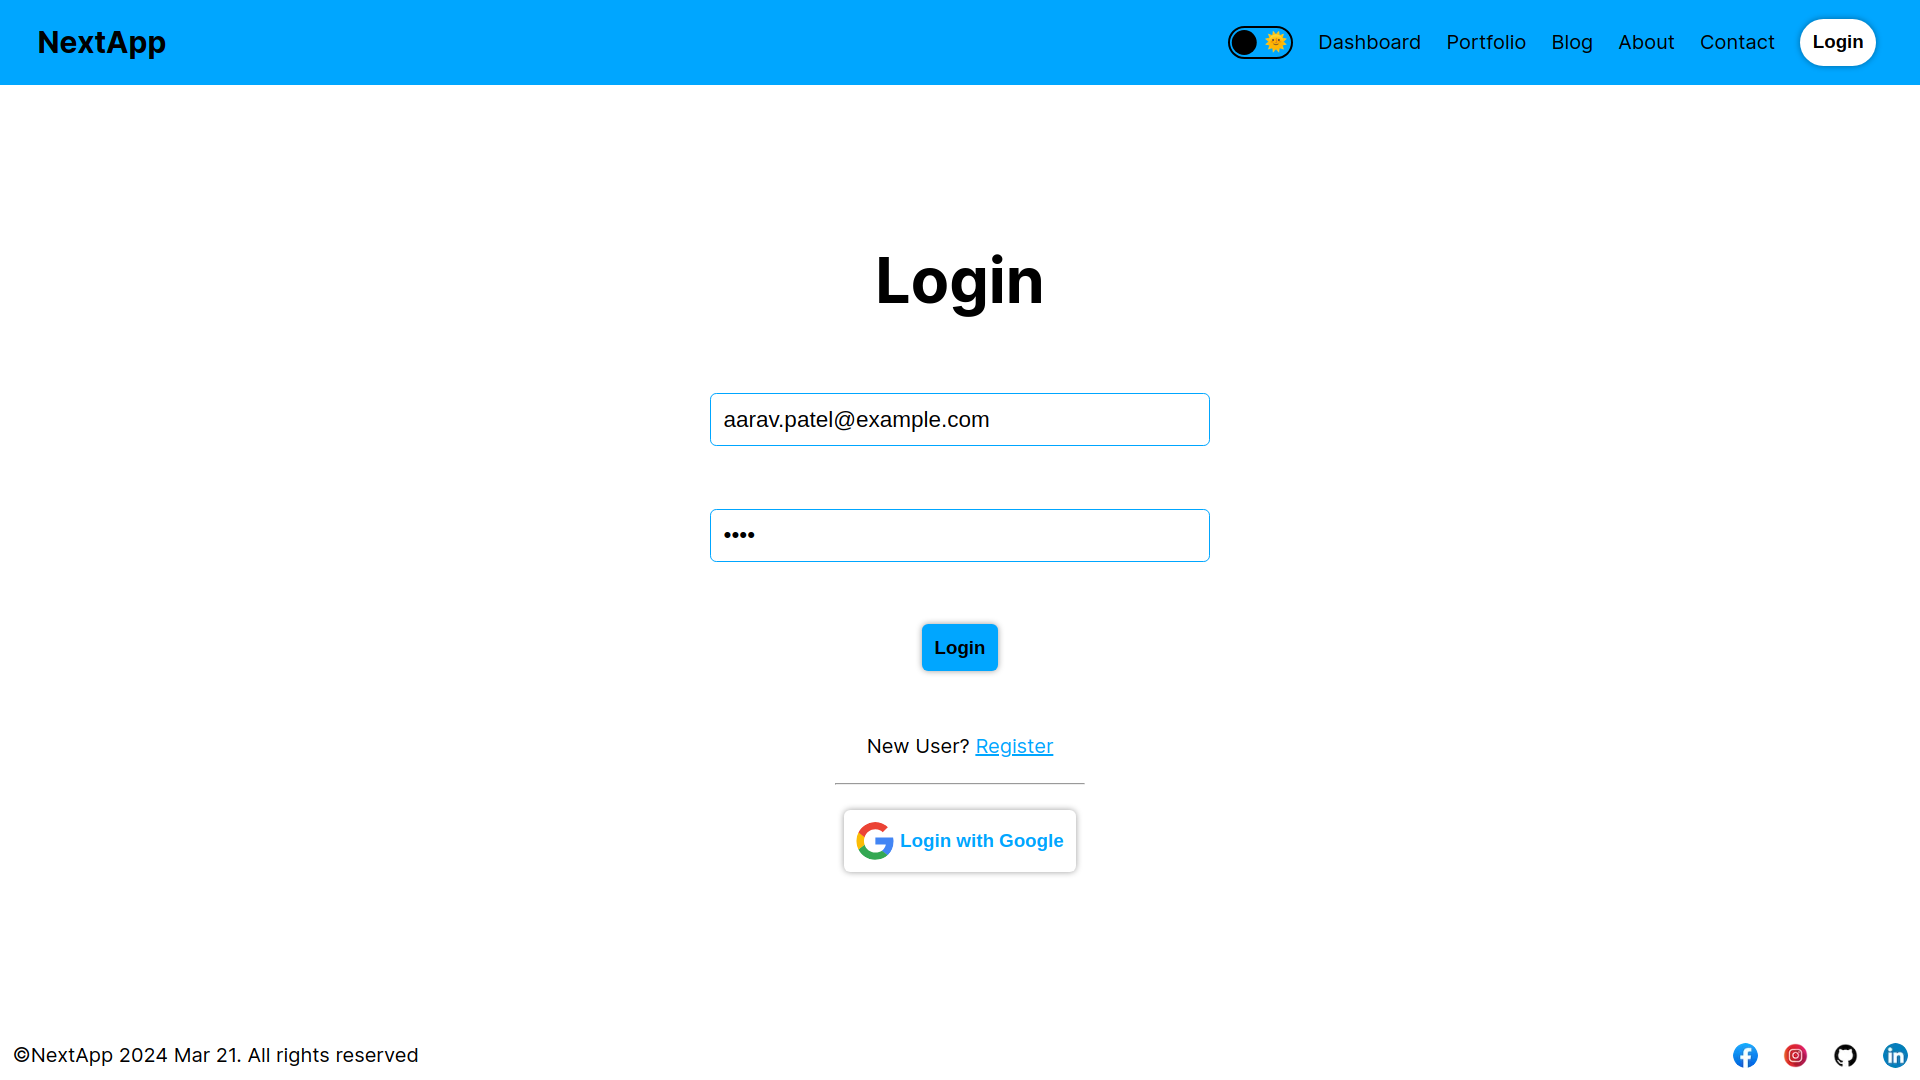 NextApp
Dashboard Portfolio Blog About Contact Login
Login
aarav.patel@example.com
••••
Login
New User? Register
Login with Google
©NextApp 2024 Mar 21. All rights reserved